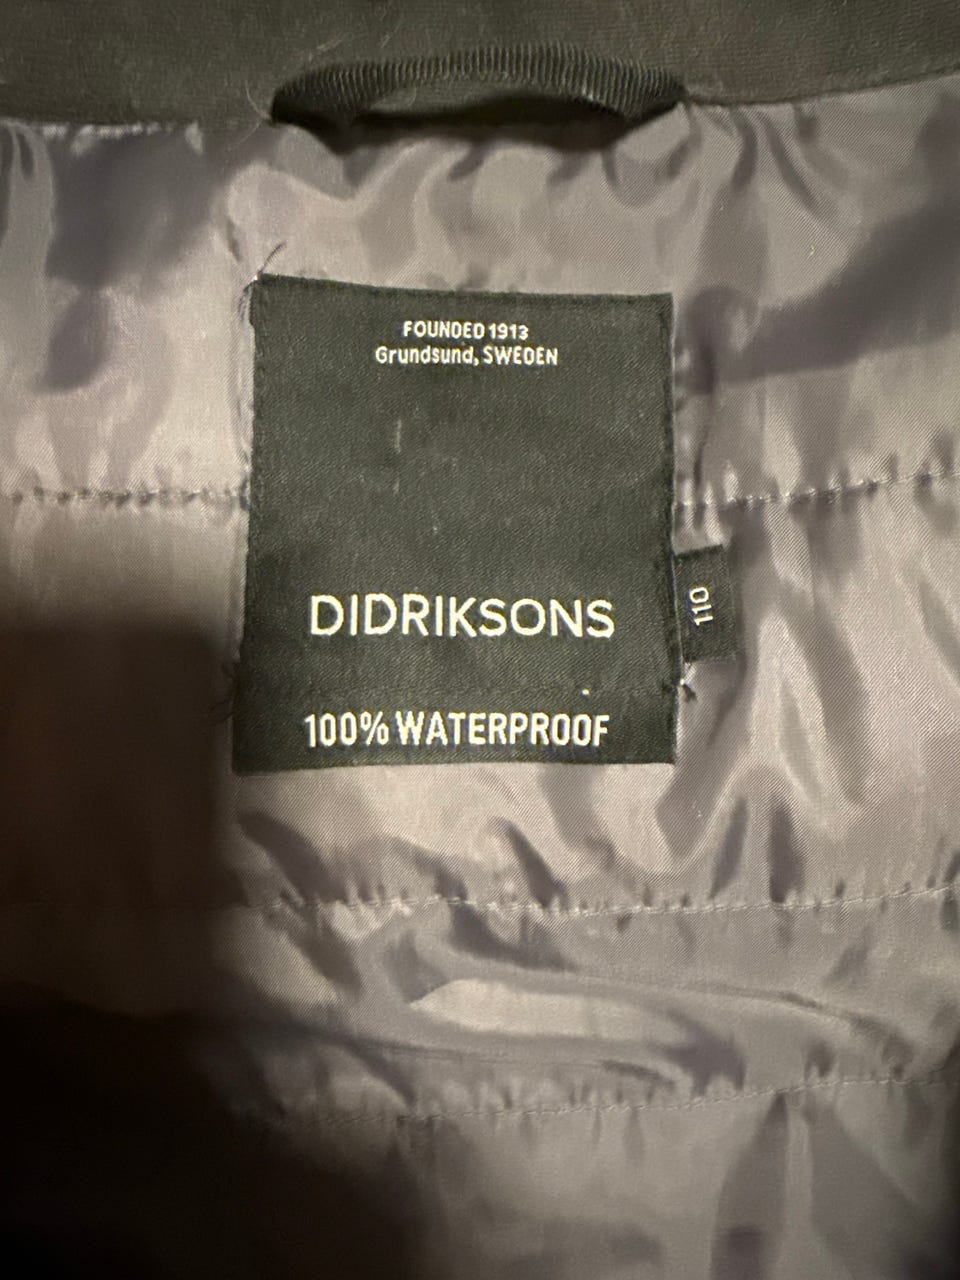 FOUNDED 1913
Grundsund, SWEDEN
DIDRIKSONS
110
100% WATERPROOF